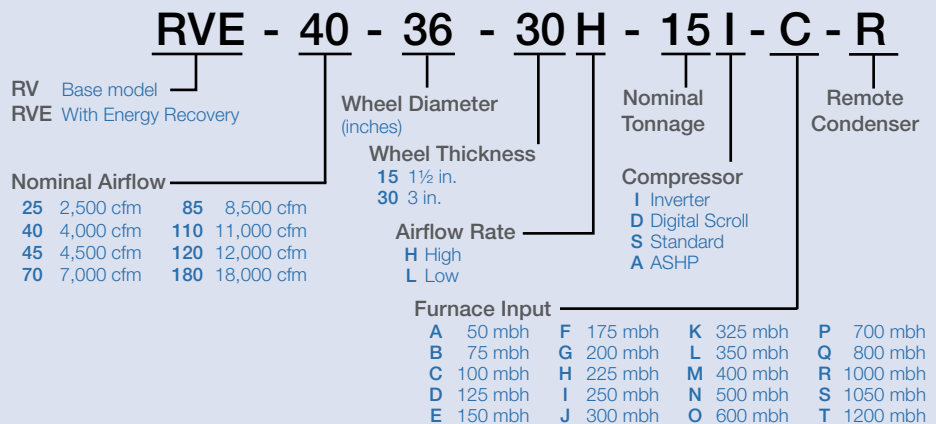 RVE - 40 - 36 - 30 H - 15 I - C - R
RV Base model
RVE With Energy Recovery
Nominal Airflow
25 2,500 cfm 85 8,500 cfm
40 4,000 cfm 110 11,000 cfm
45 4,500 cfm 120 12,000 cfm
70 7,000 cfm 180 18,000 cfm
Wheel Diameter
(inches)
Wheel Thickness
15 1½ in.
30 3 in.
Airflow Rate
H High
L Low
Nominal
Tonnage
Compressor
I Inverter
D Digital Scroll
S Standard
A ASHP
Remote
Condenser
Furnace Input
A 50 mbh F 175 mbh K 325 mbh P 700 mbh
B 75 mbh G 200 mbh L 350 mbh Q 800 mbh
C 100 mbh H 225 mbh M 400 mbh R 1000 mbh
D 125 mbh I 250 mbh N 500 mbh S 1050 mbh
E 150 mbh J 300 mbh O 600 mbh T 1200 mbh